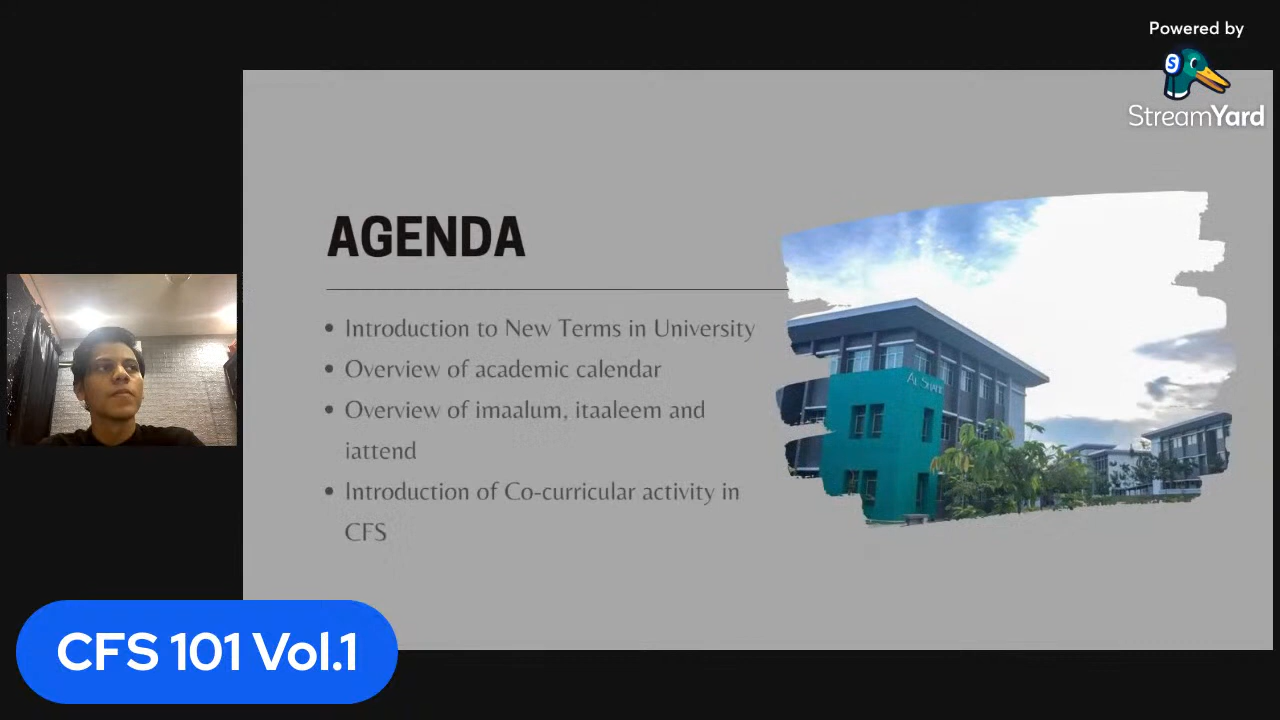 Powered by
StreamYard
AGENDA
• Introduction to New Terms in University
• Overview of academic calendar
• Overview of imaalum, itaaleem and
iattend
• Introduction of Co-curricular activity in
CFS
CFS 101 Vol.1